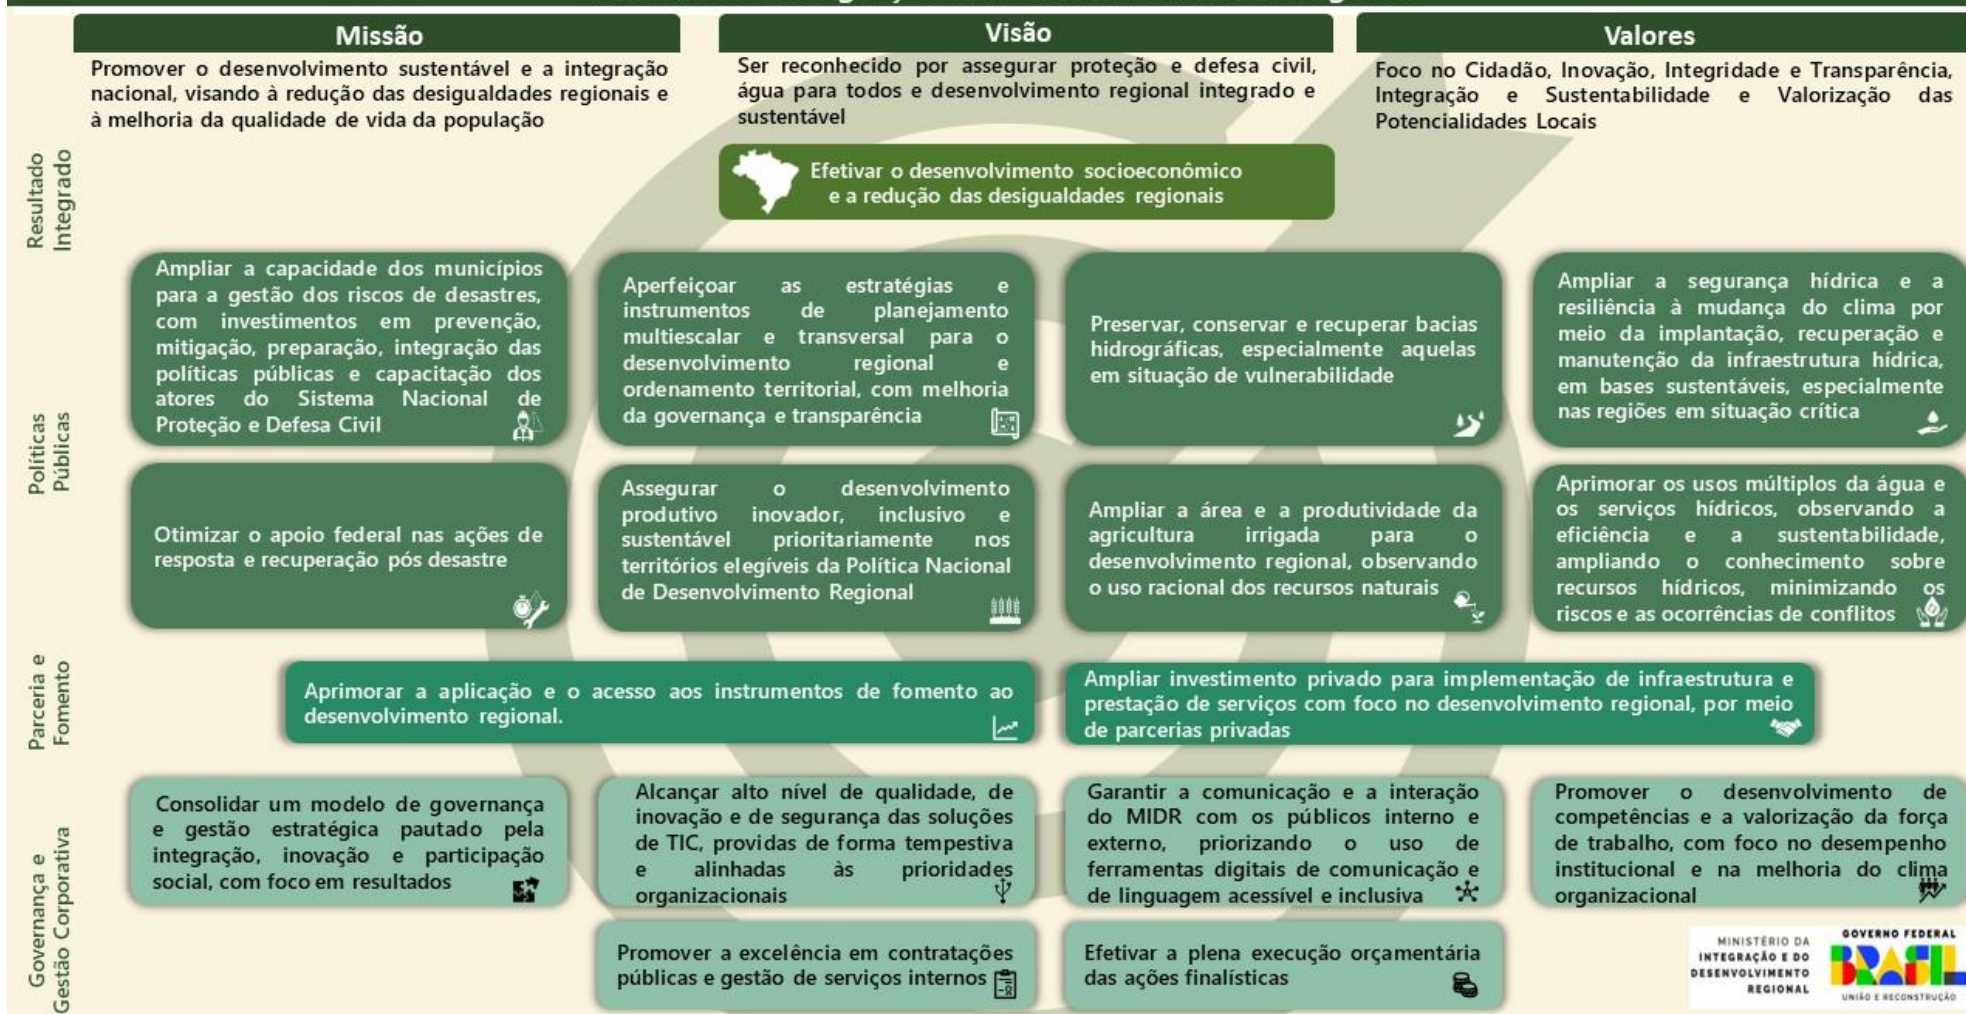 Missão
Promover o desenvolvimento sustentável e a integração
nacional, visando à redução das desigualdades regionais e
à melhoria da qualidade de vida da população
Visão
Ser reconhecido por assegurar proteção e defesa civil,
água para todos e desenvolvimento regional integrado e
sustentável
Valores
Foco no Cidadão, Inovação, Integridade e Transparência,
Integração e Sustentabilidade e Valorização das
Potencialidades Locais
Resultado
Integrado
Efetivar o desenvolvimento socioeconômico
e a redução das desigualdades regionais
Políticas
Públicas
Ampliar a capacidade dos municípios
para a gestão dos riscos de desastres,
com investimentos em prevenção,
mitigação, preparação, integração das
políticas públicas e capacitação dos
atores do Sistema Nacional de
Proteção e Defesa Civil
Aperfeiçoar as estratégias e
instrumentos de planejamento
multiescalar e transversal para o
desenvolvimento regional e
ordenamento territorial, com melhoria
da governança e transparência
Preservar, conservar e recuperar bacias
hidrográficas, especialmente aquelas
em situação de vulnerabilidade
Ampliar a segurança hídrica e a
resiliência à mudança do clima por
meio da implantação, recuperação e
manutenção da infraestrutura hídrica,
em bases sustentáveis, especialmente
nas regiões em situação crítica
Otimizar o apoio federal nas ações de
resposta e recuperação pós desastre
Assegurar o desenvolvimento
produtivo inovador, inclusivo e
sustentável prioritariamente nos
territórios elegíveis da Política Nacional
de Desenvolvimento Regional
Ampliar a área e a produtividade da
agricultura irrigada para o
desenvolvimento regional, observando
o uso racional dos recursos naturais
Aprimorar os usos múltiplos da água e
os serviços hídricos, observando a
eficiência e a sustentabilidade,
ampliando o conhecimento sobre
recursos hídricos, minimizando os
riscos e as ocorrências de conflitos
Parceria e
Fomento
Aprimorar a aplicação e o acesso aos instrumentos de fomento ao
desenvolvimento regional.
Ampliar investimento privado para implementação de infraestrutura e
prestação de serviços com foco no desenvolvimento regional, por meio
de parcerias privadas
Governança e
Gestão Corporativa
Consolidar um modelo de governança
e gestão estratégica pautado pela
integração, inovação e participação
social, com foco em resultados
Alcançar alto nível de qualidade, de
inovação e de segurança das soluções
de TIC, providas de forma tempestiva
e alinhadas às prioridades
organizacionais
Garantir a comunicação e a interação
do MIDR com os públicos interno e
externo, priorizando o uso de
ferramentas digitais de comunicação e
de linguagem acessível e inclusiva
Promover o desenvolvimento de
competências e a valorização da força
de trabalho, com foco no desempenho
institucional e na melhoria do clima
organizacional
Promover a excelência em contratações
públicas e gestão de serviços internos
Efetivar a plena execução orçamentária
das ações finalísticas
MINISTÉRIO DA
INTEGRAÇÃO E DO
DESENVOLVIMENTO
REGIONAL
GOVERNO FEDERAL
BRASIL
UNIÃO E RECONSTRUÇÃO